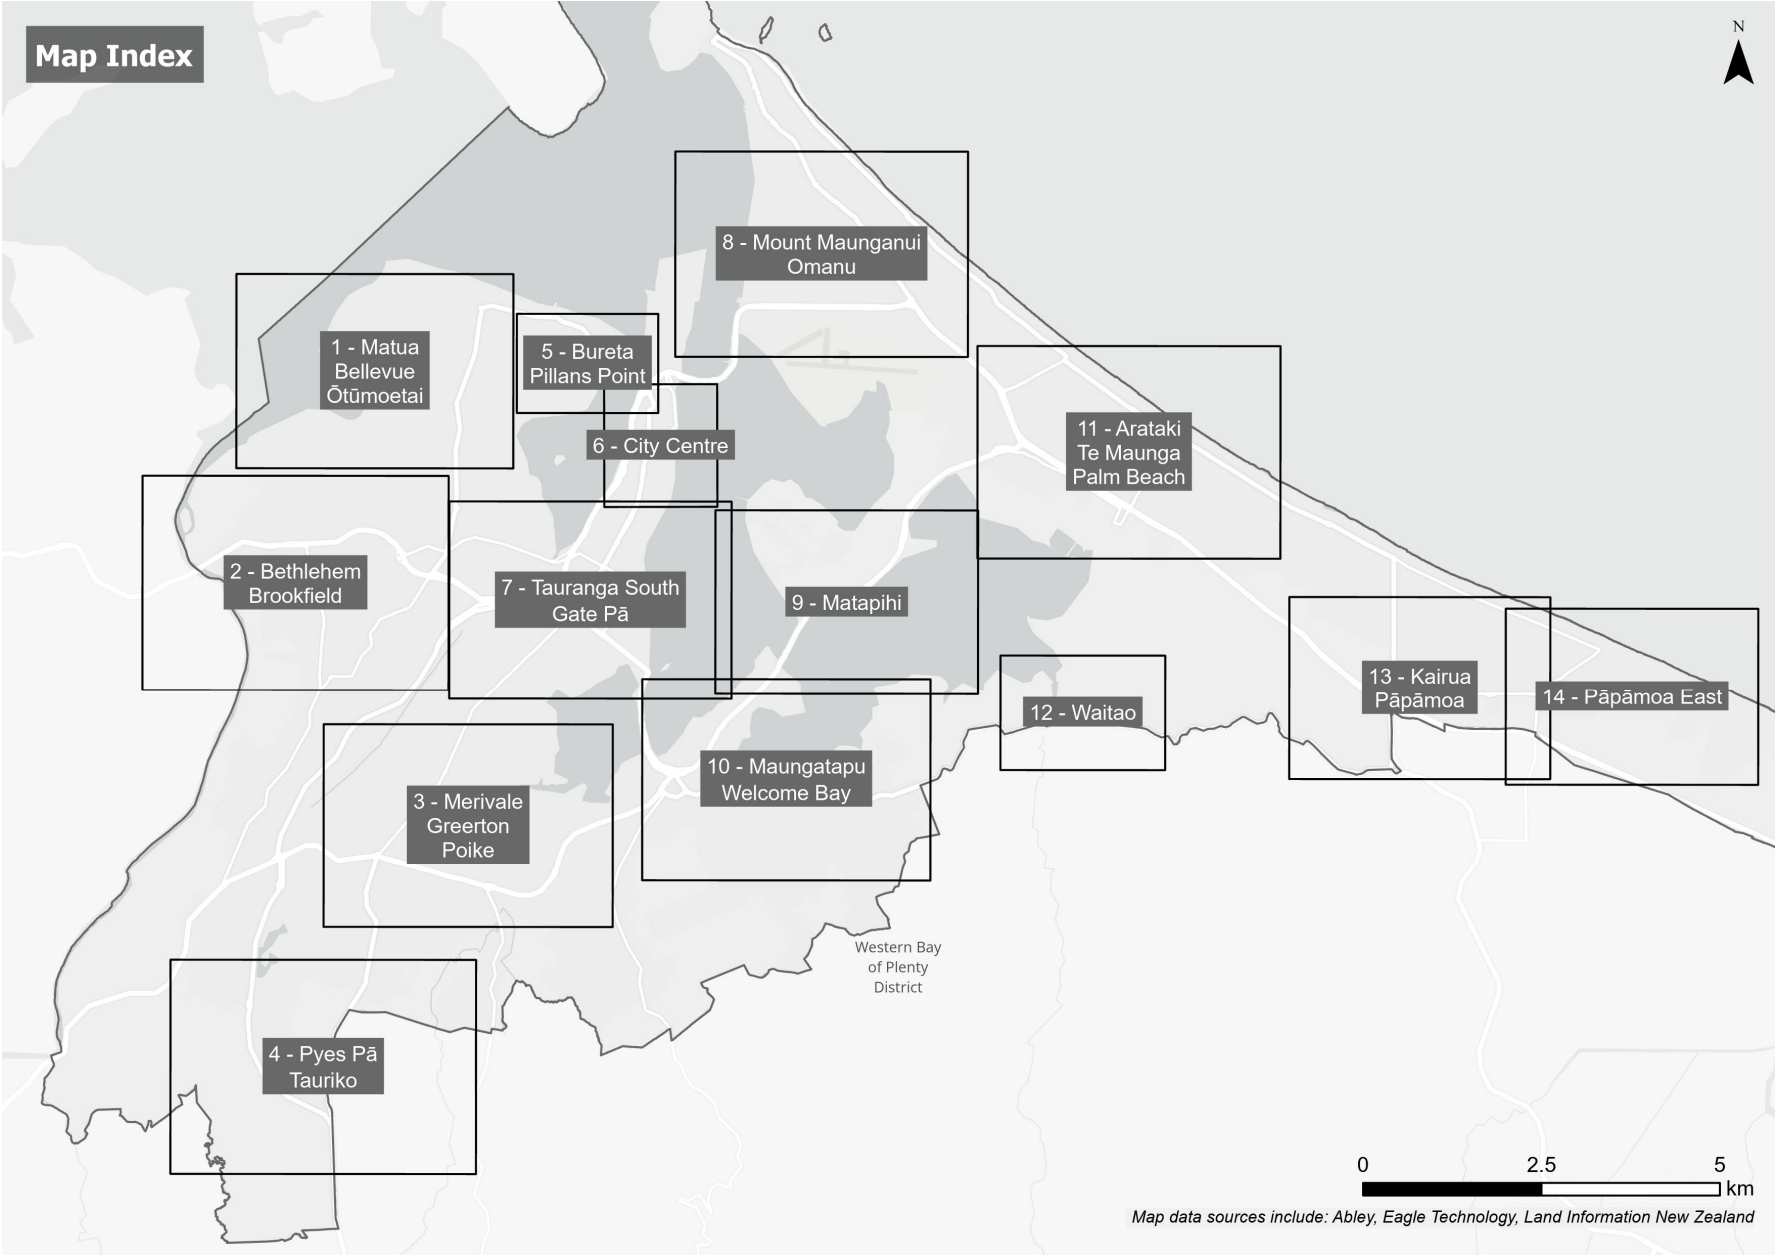 Map Index
N
8 - Mount Maunganui
Omanu
1 - Matua
Bellevue
Ōtūmoetai
5 - Bureta
Pillans Point
6 - City Centre
11 - Arataki
Te Maunga
Palm Beach
2 - Bethlehem
Brookfield
7 - Tauranga South
Gate Pā
9 - Matapihi
13 - Kairua
Pāpāmoa
14 - Pāpāmoa East
12 - Waitao
10 - Maungatapu
Welcome Bay
3 - Merivale
Greerton
Poike
Western Bay
of Plenty
District
4 - Pyes Pā
Tauriko
0 2.5 5
km
Map data sources include: Abley, Eagle Technology, Land Information New Zealand